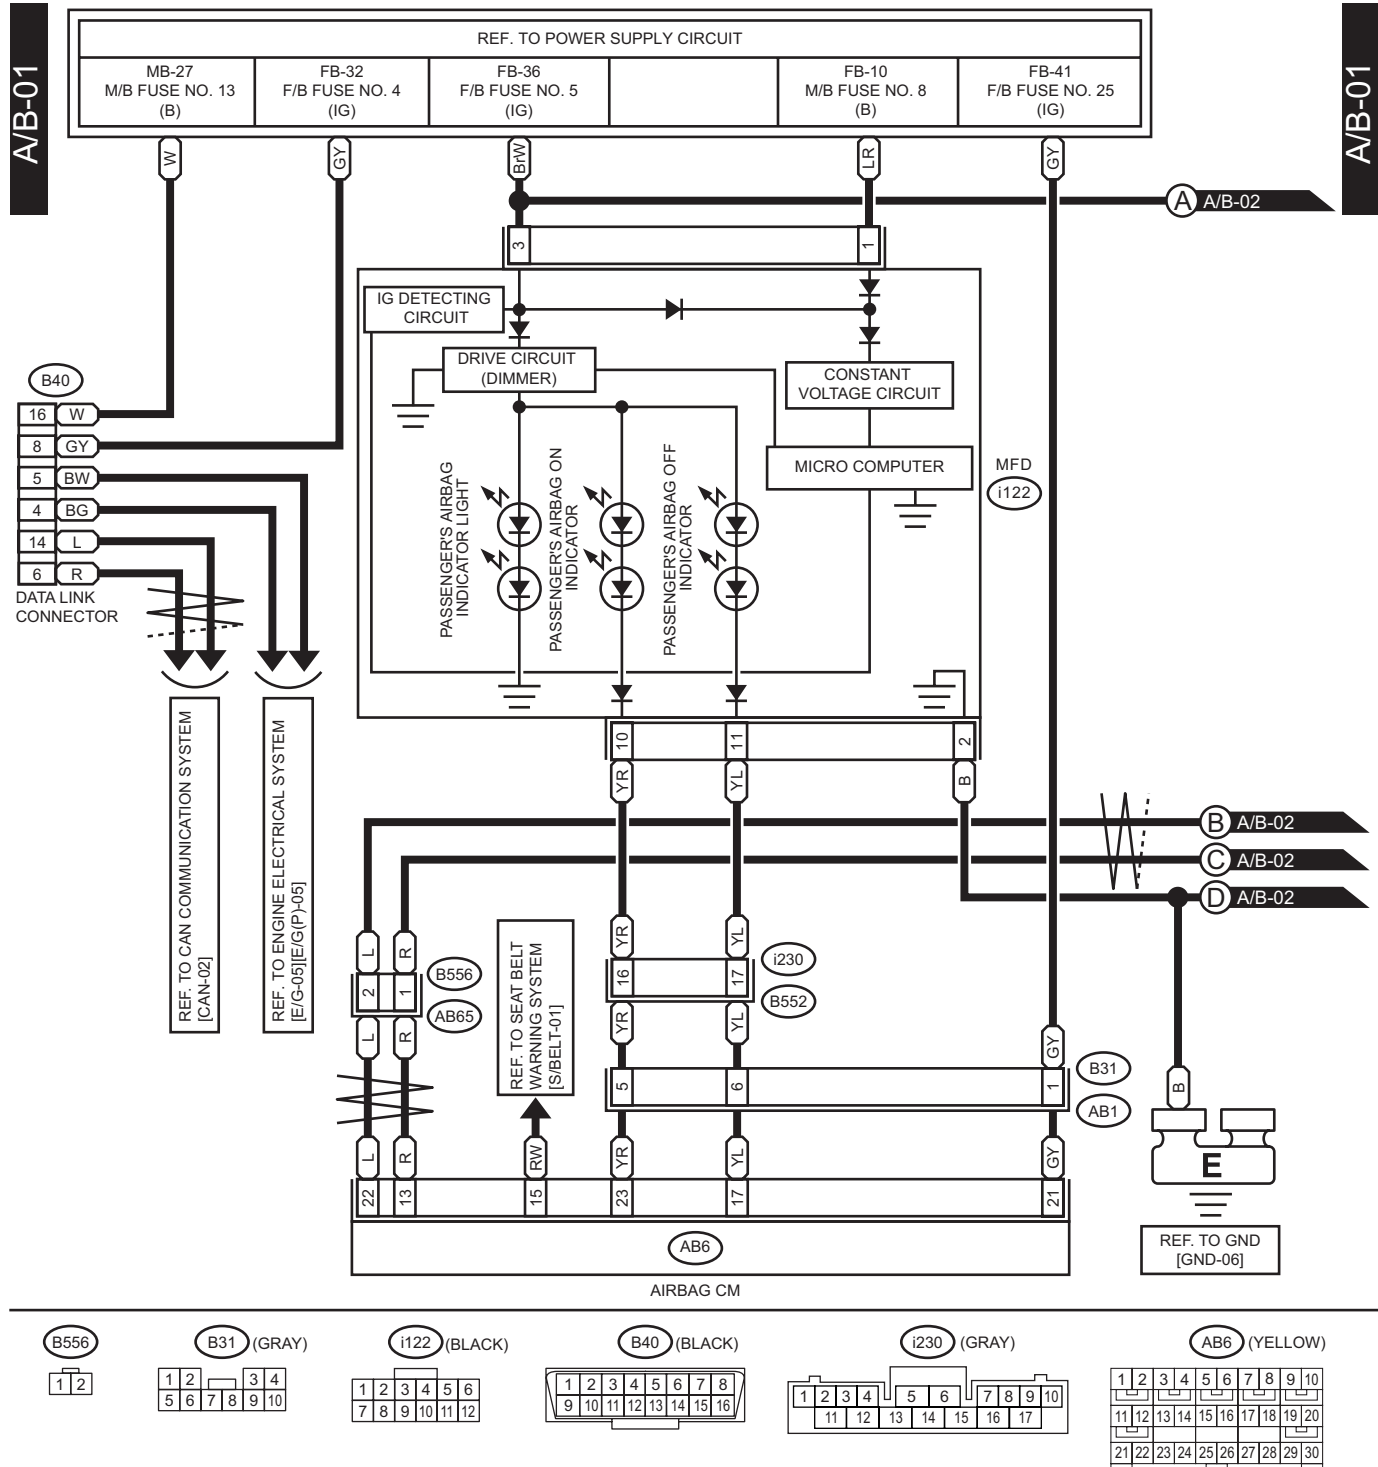 A/B-01
A/B-01
REF. TO POWER SUPPLY CIRCUIT
MB-27
M/B FUSE NO. 13
(B)
FB-32
F/B FUSE NO. 4
(IG)
FB-36
F/B FUSE NO. 5
(IG)
FB-10
M/B FUSE NO. 8
(B)
FB-41
F/B FUSE NO. 25
(IG)
W
GY
BrW
LR
GY
A A/B-02
3
1
IG DETECTING
CIRCUIT
DRIVE CIRCUIT
(DIMMER)
CONSTANT
VOLTAGE CIRCUIT
MICRO COMPUTER
MFD
i122
PASSENGER'S AIRBAG
INDICATOR LIGHT
PASSENGER'S AIRBAG ON
INDICATOR
PASSENGER'S AIRBAG OFF
INDICATOR
B40
16 W
8 GY
5 BW
4 BG
14 L
6 R
DATA LINK
CONNECTOR
REF. TO CAN COMMUNICATION SYSTEM
[CAN-02]
REF. TO ENGINE ELECTRICAL SYSTEM
[E/G-05][E/G(P)-05]
10
11
2
YR
YL
B
B A/B-02
C A/B-02
D A/B-02
L
R
2
1
B556
AB65
L
R
REF. TO SEAT BELT
WARNING SYSTEM
[S/BELT-01]
YR
YL
16
17
i230
B552
YR
YL
GY
5
6
1
B31
AB1
B
E
REF. TO GND
[GND-06]
L
R
RW
YR
YL
GY
22
13
15
23
17
21
AB6
AIRBAG CM
B556
1 2
B31 (GRAY)
1 2 3 4
5 6 7 8 9 10
i122 (BLACK)
1 2 3 4 5 6
7 8 9 10 11 12
B40 (BLACK)
1 2 3 4 5 6 7 8
9 10 11 12 13 14 15 16
i230 (GRAY)
1 2 3 4 5 6 7 8 9 10
11 12 13 14 15 16 17
AB6 (YELLOW)
1 2 3 4 5 6 7 8 9 10
11 12 13 14 15 16 17 18 19 20
21 22 23 24 25 26 27 28 29 30